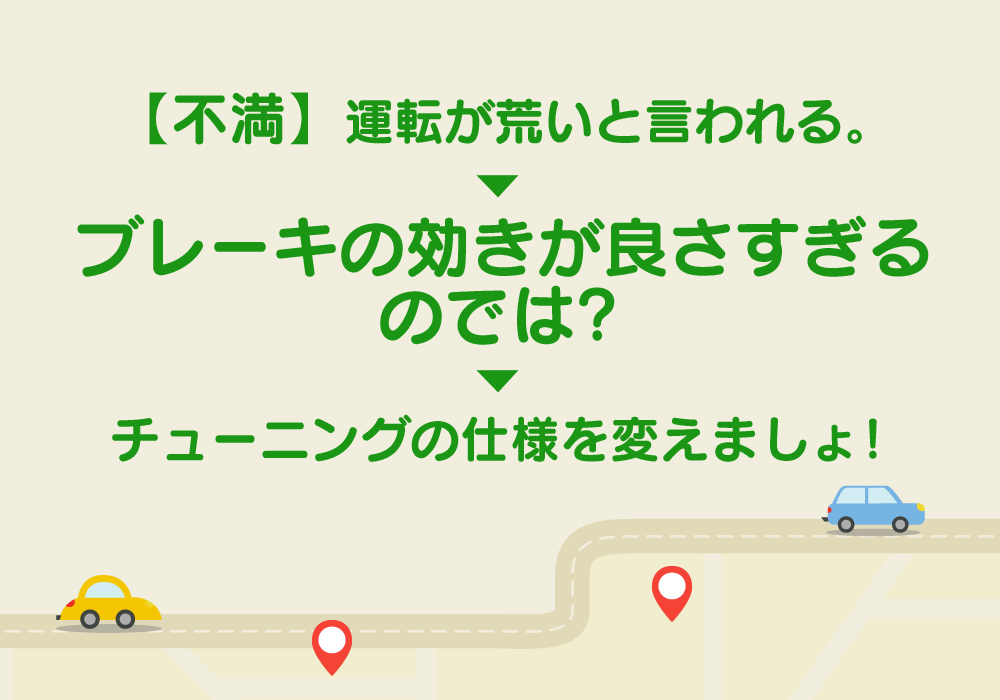 【不満】運転が荒いと言われる。
ブレーキの効きが良さすぎる
のでは？
チューニングの仕様を変えましょ！